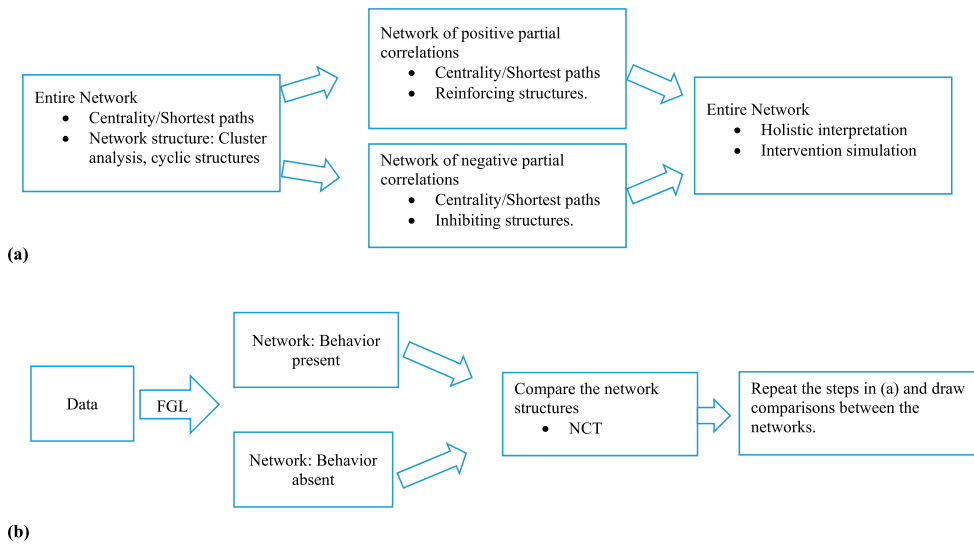 (a)
Entire Network
• Centrality/Shortest paths
• Network structure: Cluster
analysis, cyclic structures
Network of positive partial
correlations
• Centrality/Shortest paths
• Reinforcing structures.
Network of negative partial
correlations
• Centrality/Shortest paths
• Inhibiting structures.
Entire Network
• Holistic interpretation
• Intervention simulation
(b)
Data
FGL
Network: Behavior
present
Network: Behavior
absent
Compare the network
structures
• NCT
Repeat the steps in (a) and draw
comparisons between the
networks.